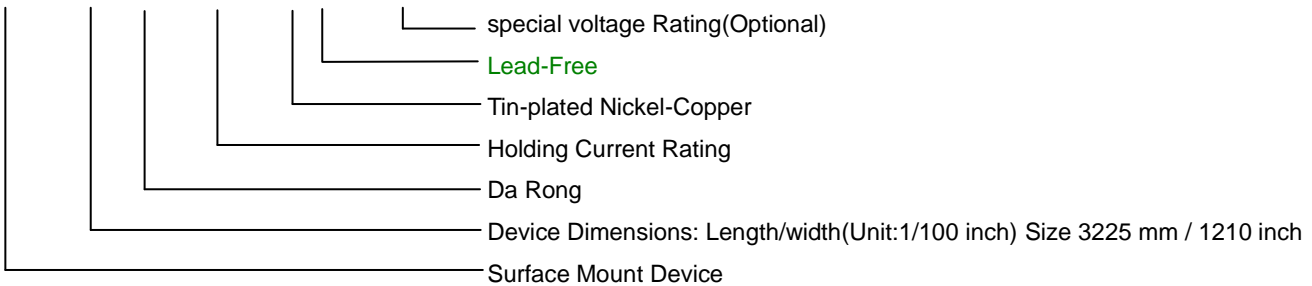 special voltage Rating(Optional)
Lead-Free
Tin-plated Nickel-Copper
Holding Current Rating
Da Rong
Device Dimensions: Length/width(Unit:1/100 inch) Size 3225 mm / 1210 inch
Surface Mount Device